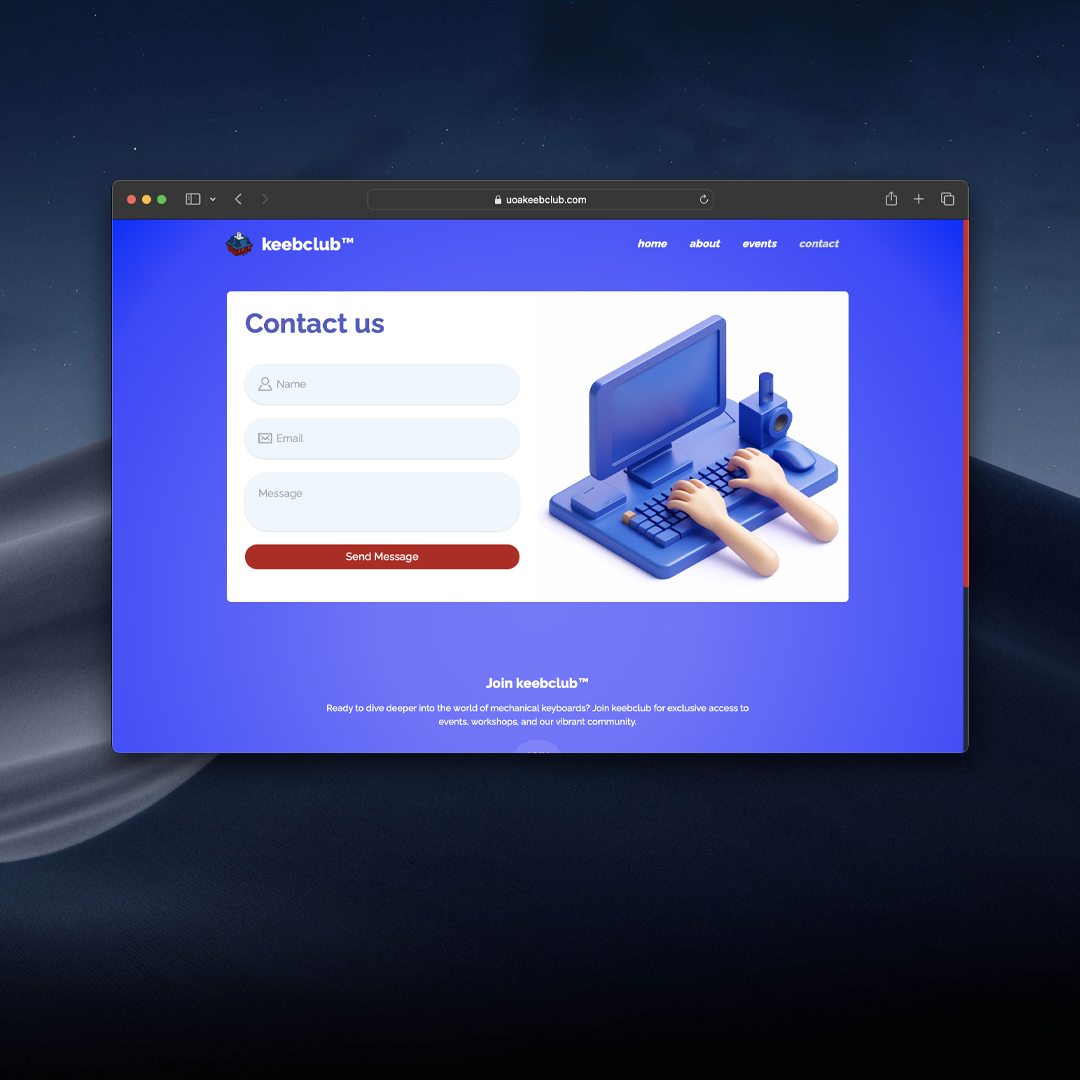 uoakeebclub.com
keebclub™
home about events contact
Contact us
Name
Email
Message
Send Message
Join keebclub™
Ready to dive deeper into the world of mechanical keyboards? Join keebclub for exclusive access to
events, workshops, and our vibrant community.